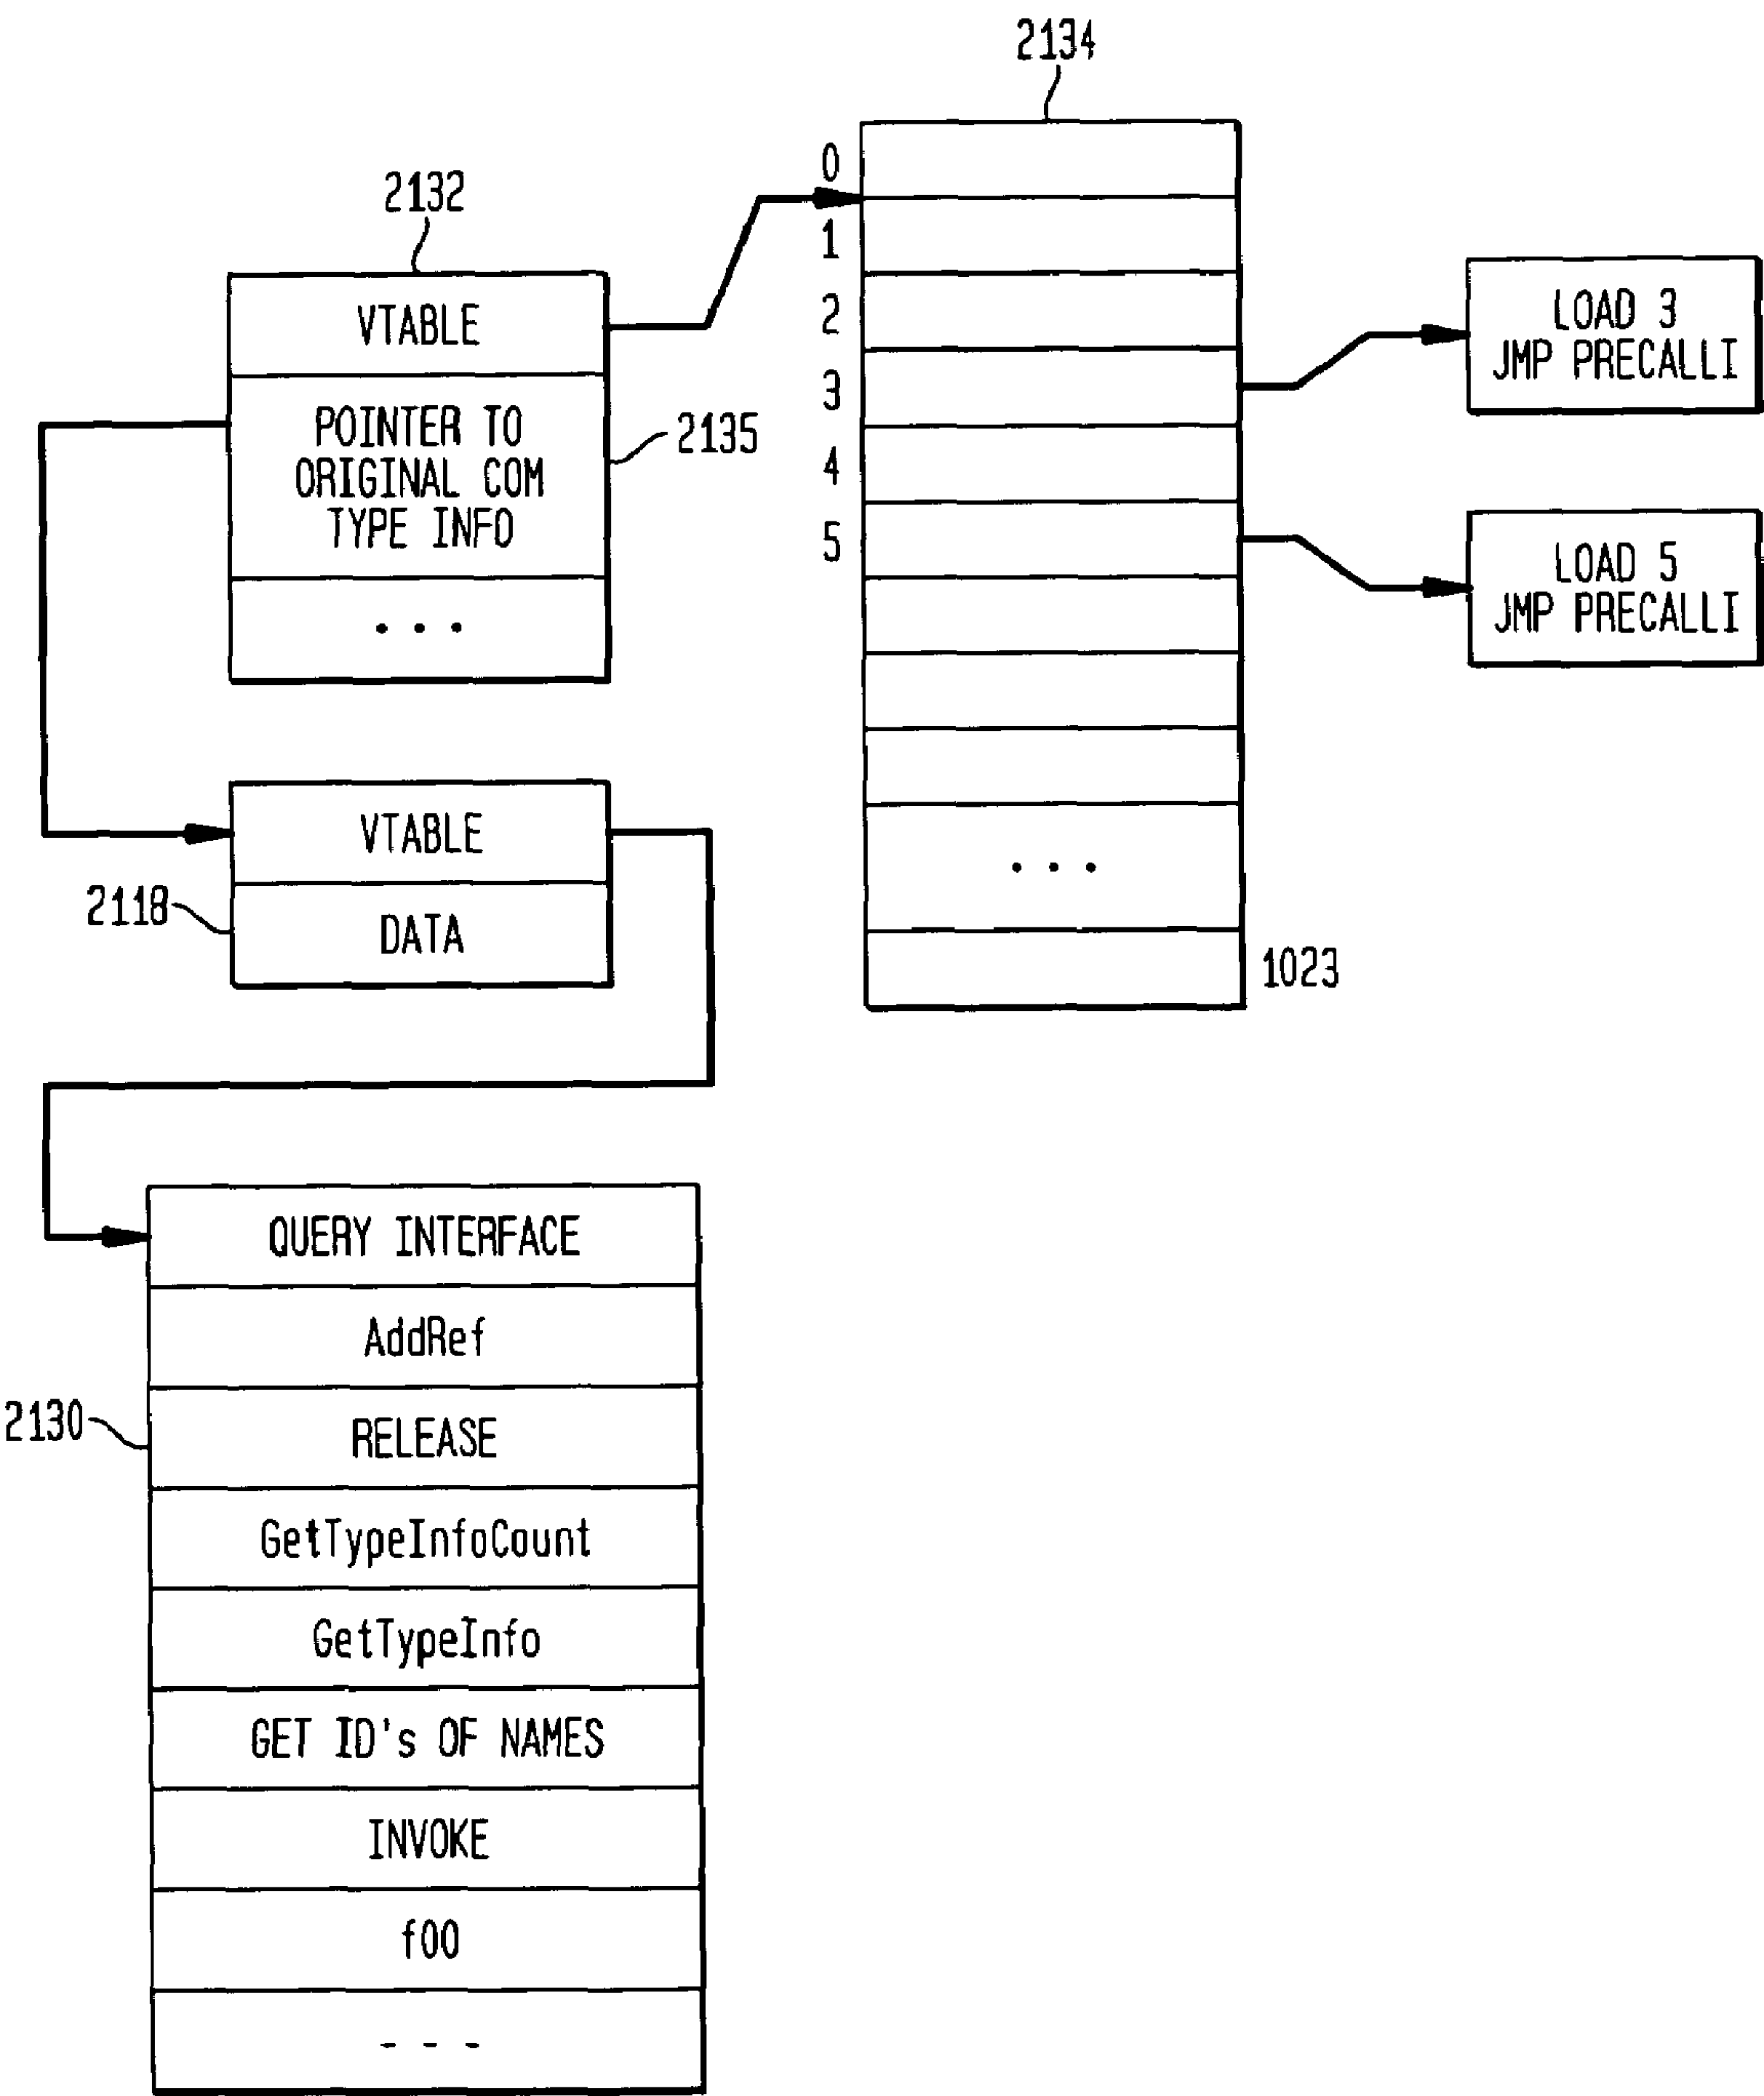 2134
2132
0
1
2
3
4
5
1023
VTABLE
POINTER TO
ORIGINAL COM
TYPE INFO
. . .
2135
LOAD 3
JMP PRECALLI
LOAD 5
JMP PRECALLI
. . .
VTABLE
2118
DATA
QUERY INTERFACE
AddRef
2130
RELEASE
GetTypeInfoCount
GetTypeInfo
GET ID's OF NAMES
INVOKE
f00
- - -